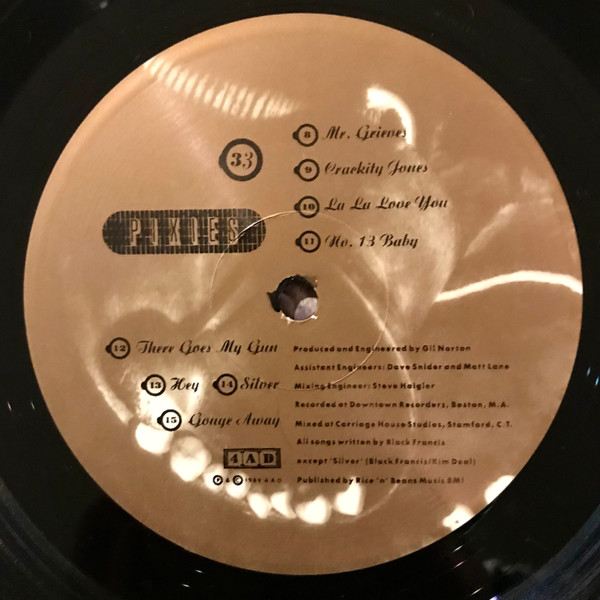 33
PIXIES
8 Mr. Grieves
9 Crackity Jones
10 La La Love You
11 No. 13 Baby
12 There Goes My Gun
13 Hey 14 Silver
15 Gouge Away
4AD
℗ & © 1989 4AD
Produced and Engineered by Gil Norton
Assistant Engineers: Dave Snider and Matt Lane
Mixing Engineer: Steve Haigler
Recorded at Downtown Recorders, Boston, M.A.
Mixed at Carriage House Studios, Stamford, C.T.
All songs written by Black Francis
except 'Silver' (Black Francis/Kim Deal)
Published by Rice 'n' Beans Music BMI